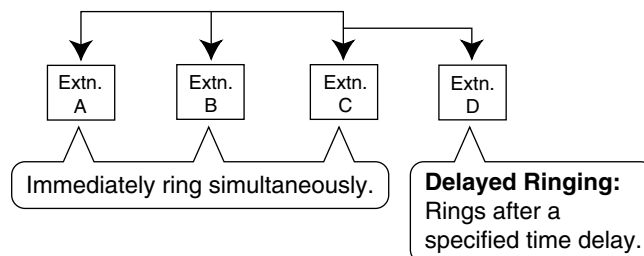 Extn.
A
Extn.
B
Extn.
C
Extn.
D
Immediately ring simultaneously.
Delayed Ringing:
Rings after a
specified time delay.